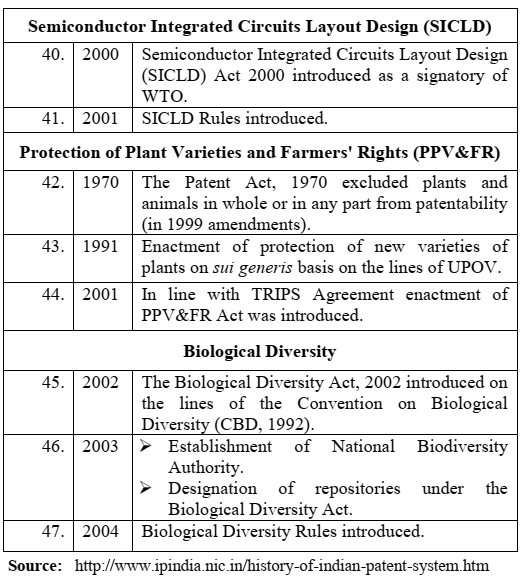 Semiconductor Integrated Circuits Layout Design (SICLD)
40. 2000 Semiconductor Integrated Circuits Layout Design
(SICLD) Act 2000 introduced as a signatory of
WTO.
41. 2001 SICLD Rules introduced.
Protection of Plant Varieties and Farmers' Rights (PPV&FR)
42. 1970 The Patent Act, 1970 excluded plants and
animals in whole or in any part from patentability
(in 1999 amendments).
43. 1991 Enactment of protection of new varieties of
plants on sui generis basis on the lines of UPOV.
44. 2001 In line with TRIPS Agreement enactment of
PPV&FR Act was introduced.
Biological Diversity
45. 2002 The Biological Diversity Act, 2002 introduced on
the lines of the Convention on Biological
Diversity (CBD, 1992).
46. 2003 ➢ Establishment of National Biodiversity
Authority.
➢ Designation of repositories under the
Biological Diversity Act.
47. 2004 Biological Diversity Rules introduced.
Source: http://www.ipindia.nic.in/history-of-indian-patent-system.htm